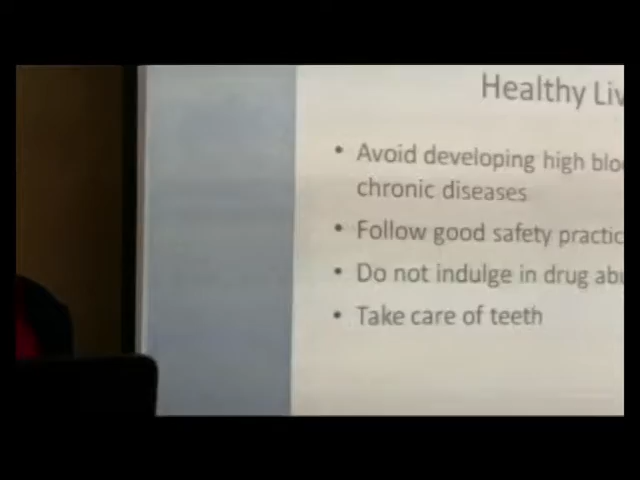 Healthy Liv
• Avoid developing high blo
chronic diseases
• Follow good safety practic
• Do not indulge in drug abu
• Take care of teeth